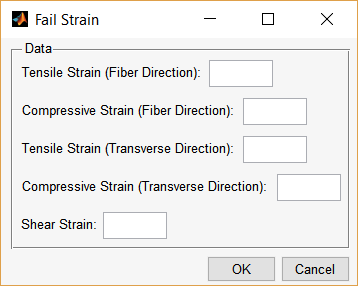 Fail Strain
Data
Tensile Strain (Fiber Direction):
Compressive Strain (Fiber Direction):
Tensile Strain (Transverse Direction):
Compressive Strain (Transverse Direction):
Shear Strain:
OK Cancel